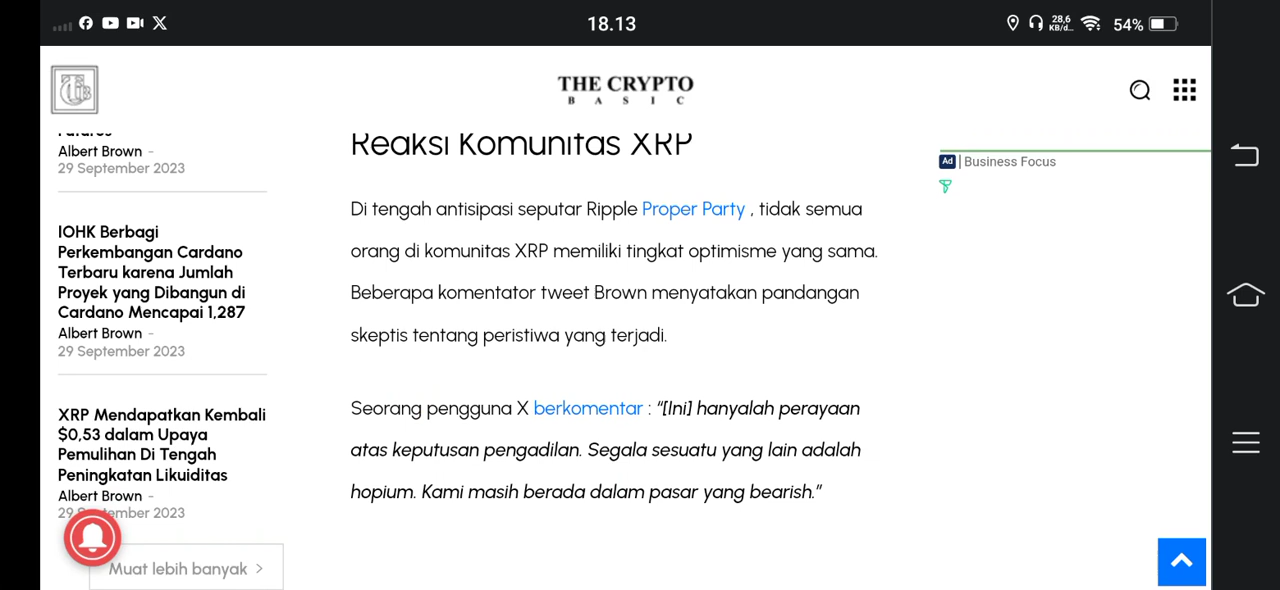 18.13
28,6
KB/d...
54%
THE CRYPTO
BASIC
Futures
Albert Brown -
29 September 2023
IOHK Berbagi
Perkembangan Cardano
Terbaru karena Jumlah
Proyek yang Dibangun di
Cardano Mencapai 1,287
Albert Brown -
29 September 2023
XRP Mendapatkan Kembali
$0,53 dalam Upaya
Pemulihan Di Tengah
Peningkatan Likuiditas
Albert Brown -
29 September 2023
Muat lebih banyak >
Reaksi Komunitas XRP
Di tengah antisipasi seputar Ripple Proper Party , tidak semua
orang di komunitas XRP memiliki tingkat optimisme yang sama.
Beberapa komentator tweet Brown menyatakan pandangan
skeptis tentang peristiwa yang terjadi.
Seorang pengguna X berkomentar : “[Ini] hanyalah perayaan
atas keputusan pengadilan. Segala sesuatu yang lain adalah
hopium. Kami masih berada dalam pasar yang bearish.”
Ad | Business Focus